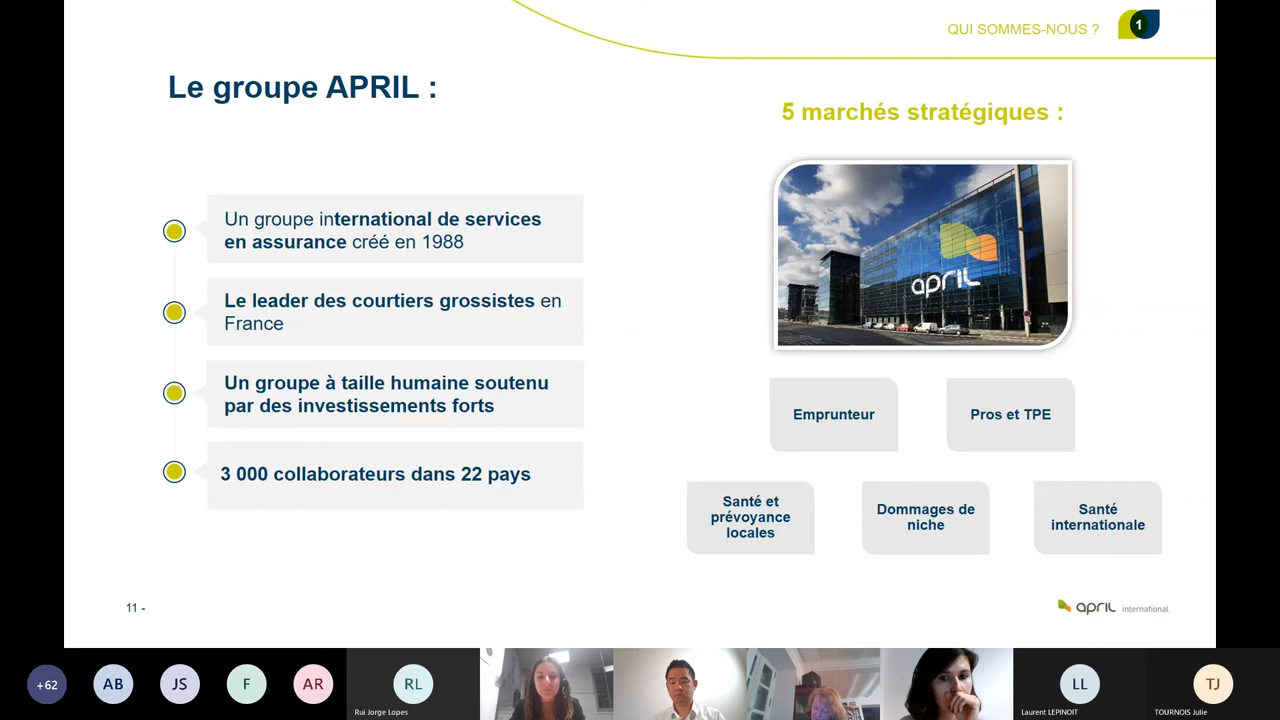 QUI SOMMES-NOUS ?
1
Le groupe APRIL :
Un groupe international de services
en assurance créé en 1988
Le leader des courtiers grossistes en
France
Un groupe à taille humaine soutenu
par des investissements forts
3 000 collaborateurs dans 22 pays
5 marchés stratégiques :
april
Emprunteur
Pros et TPE
Santé et
prévoyance
locales
Dommages de
niche
Santé
internationale
11 -
april international
+62
AB
JS
F
AR
RL
Rui Jorge Lopes
LL
Laurent LEPINOIT
TJ
TOURNOIS Julie